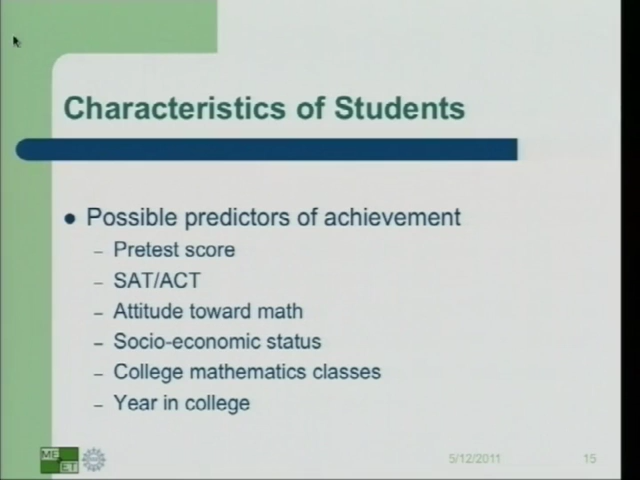 Characteristics of Students
● Possible predictors of achievement
– Pretest score
– SAT/ACT
– Attitude toward math
– Socio-economic status
– College mathematics classes
– Year in college
ME
ET
5/12/2011
15